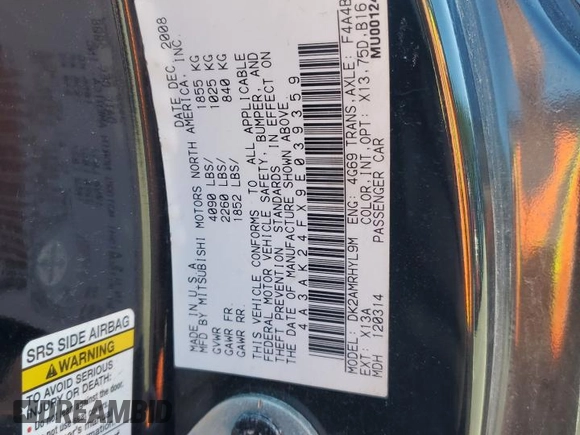 MADE IN U.S.A. DATE DEC. 2008
BY MITSUBISHI MOTORS NORTH AMERICA, INC.
GVWR 4090 LBS/ 1855 KG
GAWR FR. 2260 LBS/ 1025 KG
GAWR RR. 1852 LBS/ 840 KG
THIS VEHICLE CONFORMS TO ALL APPLICABLE
FEDERAL MOTOR VEHICLE SAFETY, BUMPER, AND
THEFT PREVENTION STANDARDS IN EFFECT ON
THE DATE OF MANUFACTURE SHOWN ABOVE
4A3AK24FX9E039359
MODEL: DK2AMRHYL9M ENG: 4G69 TRANS, AXLE: F4A4B
EXT: X13A COLOR, INT, OPT: X13, 75D, B16
MDH 120314 PASSENGER CAR
MU00124
SRS SIDE AIRBAG
WARNING
TO AVOID SERIOUS
INJURY OR DEATH:
DREAMBID